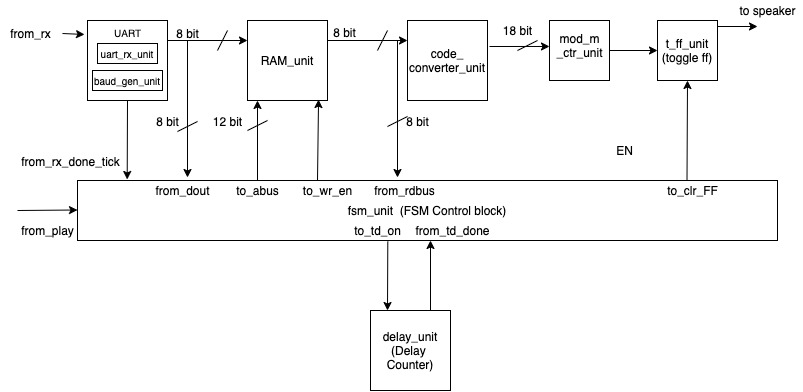 to speaker
from_rx
UART
uart_rx_unit
baud_gen_unit
8 bit
RAM_unit
8 bit
code_
converter_unit
18 bit
mod_m
_ctr_unit
t_ff_unit
(toggle ff)
8 bit
12 bit
8 bit
EN
from_rx_done_tick
from_dout
to_abus
to_wr_en
from_rdbus
to_clr_FF
fsm_unit (FSM Control block)
from_play
to_td_on
from_td_done
delay_unit
(Delay
Counter)